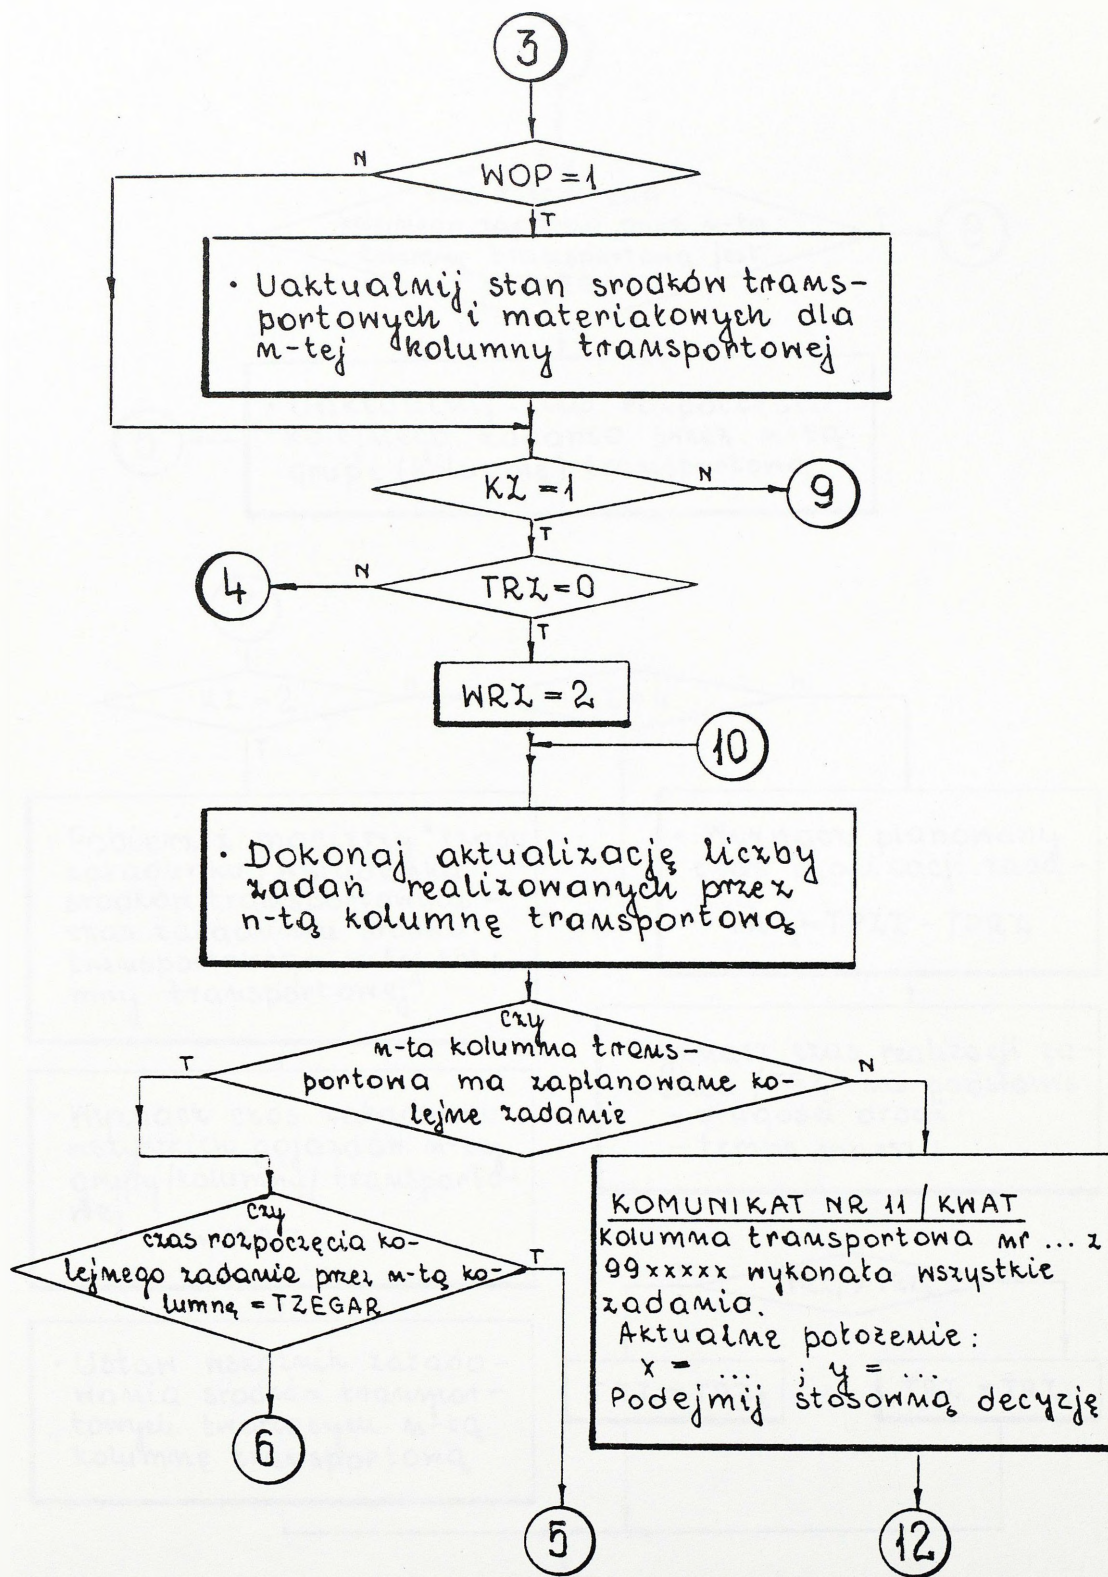 3
N
WOP = 1
T
• Uaktualnij stan srodków trans-
portowych i materiałowych dla
n-tej kolumny transportowej
KZ = 1
N
9
T
N
4
TRZ = 0
T
WRZ = 2
10
• Dokonaj aktualizację liczby
zadań realizowanych przez
n-tą kolumnę transportową
czy
n-ta kolumna trans-
portowa ma zaplanowane ko-
lejne zadanie
T
N
czy
czas rozpoczęcia ko-
lejnego zadanie przez n-tą ko-
lumnę = TZEGAR
T
6
5
KOMUNIKAT NR 11 / KWAT
Kolumna transportowa nr ... z
99xxxxx wykonała wszystkie
zadania.
Aktualne położenie:
x = ... ; y = ...
Podejmij stosowną decyzję
12